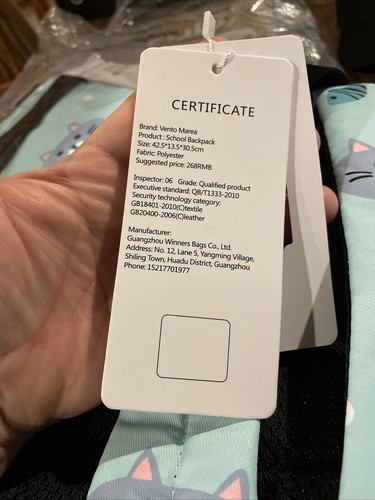 CERTIFICATE
Brand: Vento Marea
Product : School Backpack
Size: 42.5*13.5*30.5cm
Fabric: Polyester
Suggested price: 268RMB
Inspector: 06 Grade: Qualified product
Executive standard: QB/T1333-2010
Security technology category:
GB18401-2010(C)textile
GB20400-2006(C)leather
Manufacturer:
Guangzhou Winners Bags Co., Ltd.
Address: No. 12, Lane 5, Yangming Village,
Shiling Town, Huadu District, Guangzhou
Phone: 15217701977